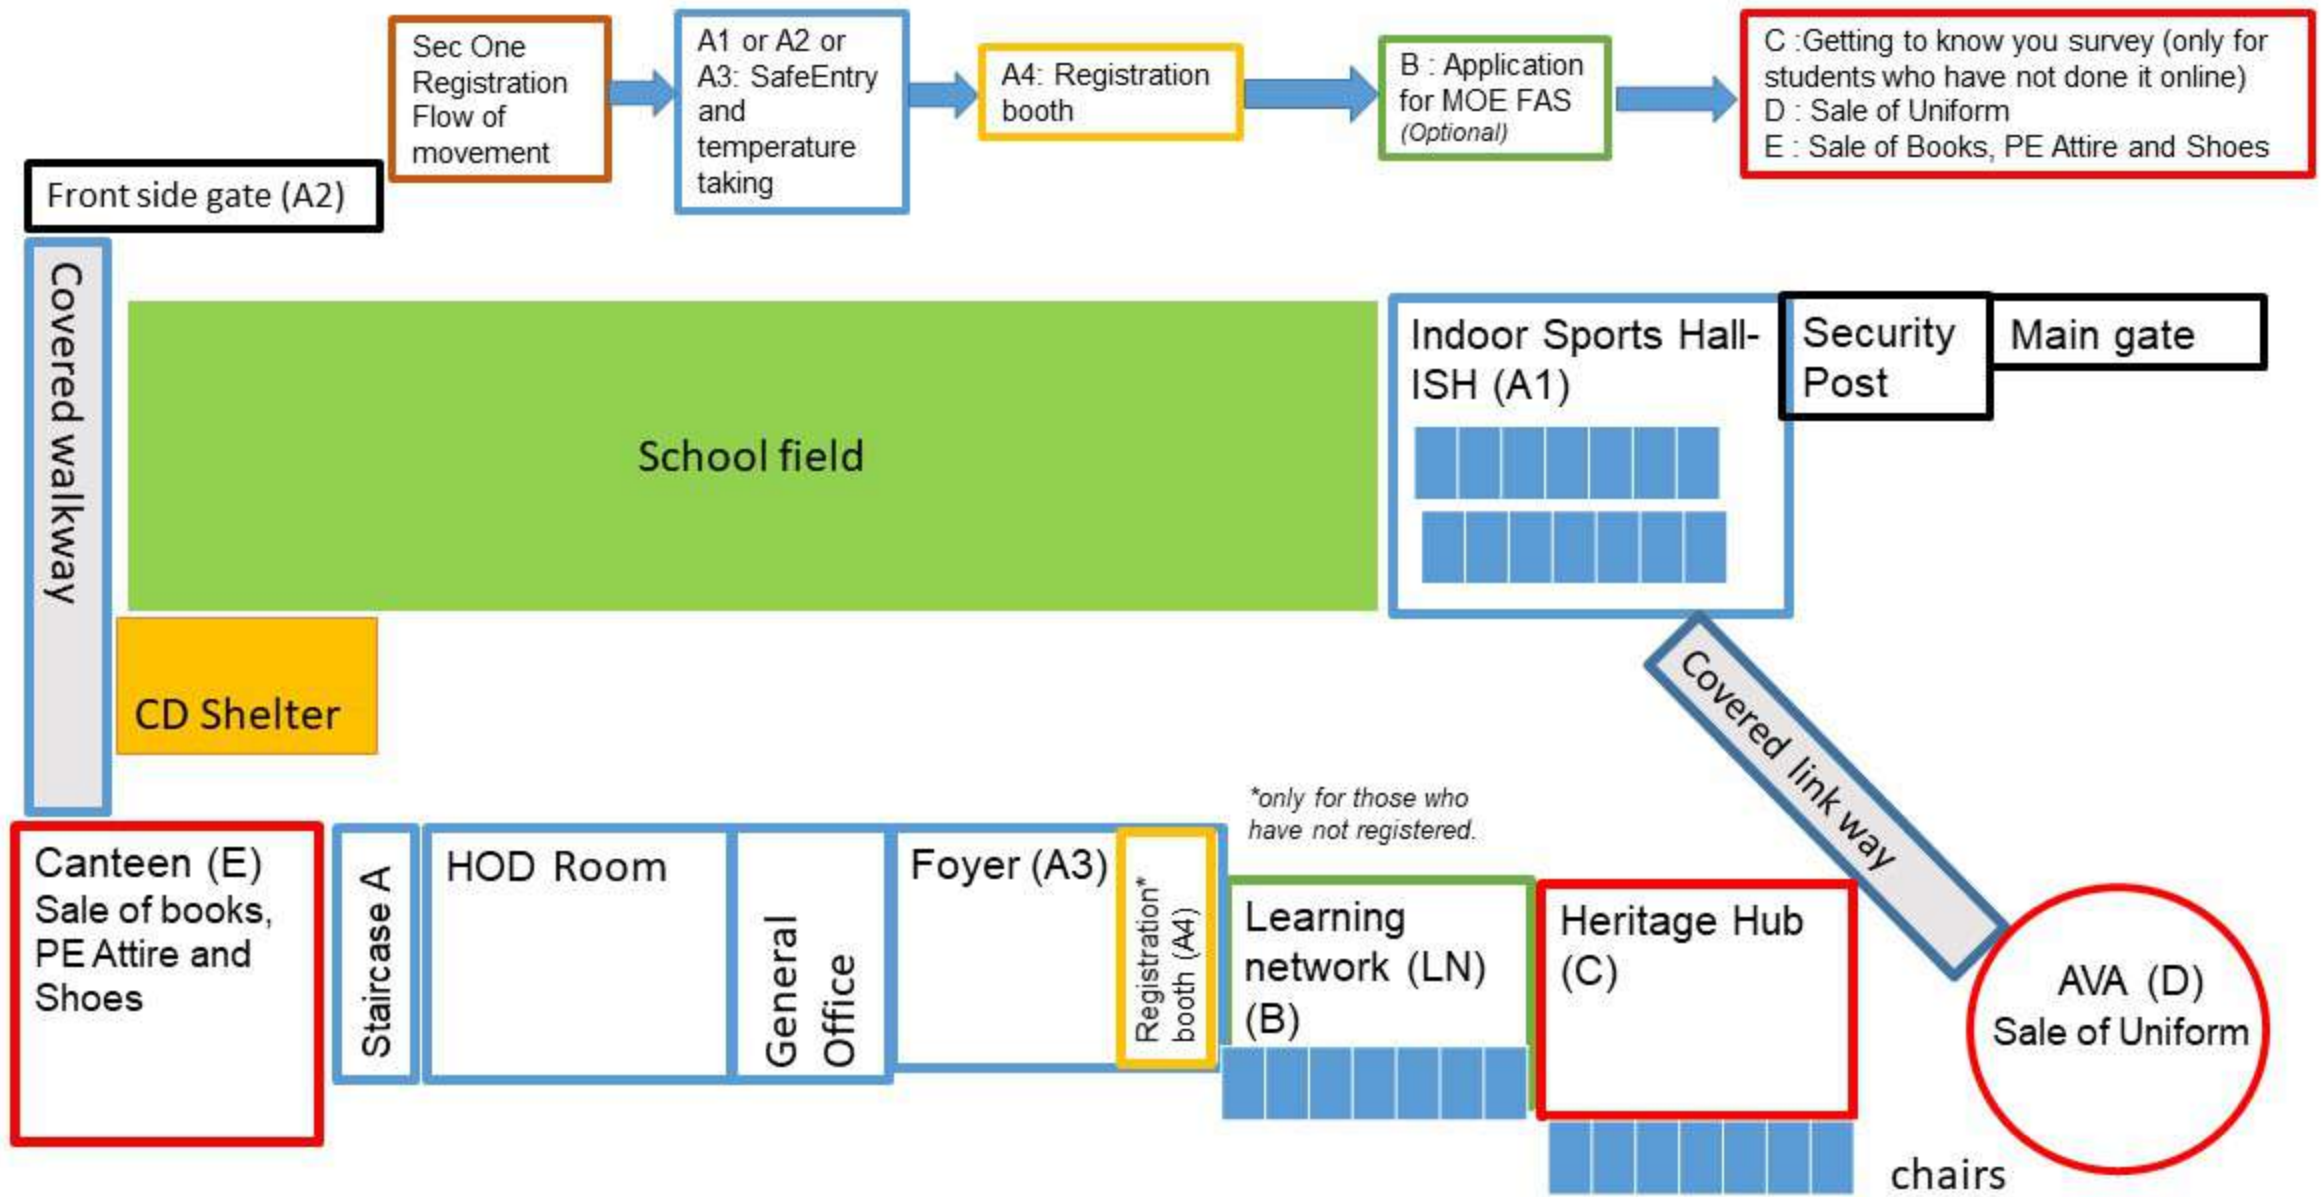 Sec One
Registration
Flow of
movement
A1 or A2 or
A3: SafeEntry
and
temperature
taking
A4: Registration
booth
B : Application
for MOE FAS
(Optional)
C :Getting to know you survey (only for
students who have not done it online)
D : Sale of Uniform
E : Sale of Books, PE Attire and Shoes
Front side gate (A2)
Covered walkway
School field
Indoor Sports Hall-
ISH (A1)
Security
Post
Main gate
CD Shelter
Covered link way
*only for those who
have not registered.
Canteen (E)
Sale of books,
PE Attire and
Shoes
Staircase A
HOD Room
General
Office
Foyer (A3)
Registration*
booth (A4)
Learning
network (LN)
(B)
Heritage Hub
(C)
AVA (D)
Sale of Uniform
chairs